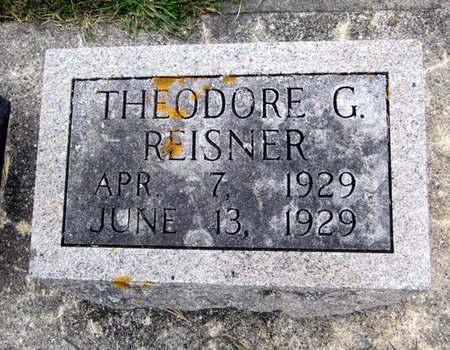 THEODORE G.
REISNER
APR. 7, 1929
JUNE 13, 1929